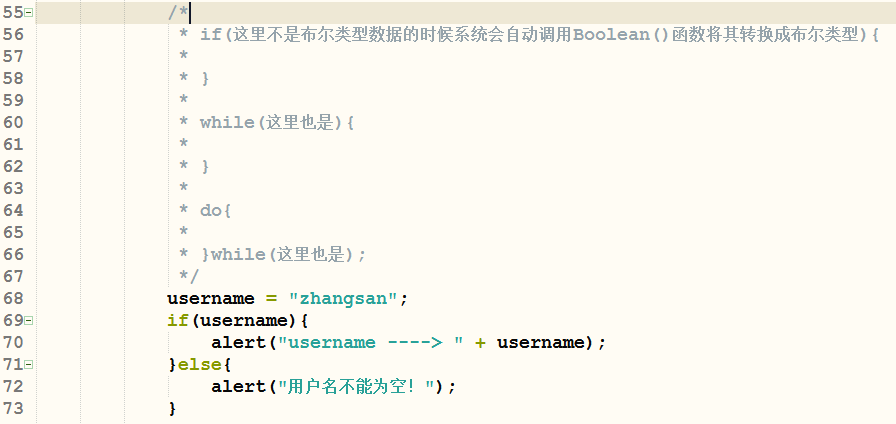 55 /*
56 * if(这里不是布尔类型数据的时候系统会自动调用Boolean()函数将其转换成布尔类型){
57 *
58 * }
59 *
60 * while(这里也是){
61 *
62 * }
63 *
64 * do{
65 *
66 * }while(这里也是);
67 */
68 username = "zhangsan";
69 if(username){
70 alert("username ----> " + username);
71 }else{
72 alert("用户名不能为空! ");
73 }